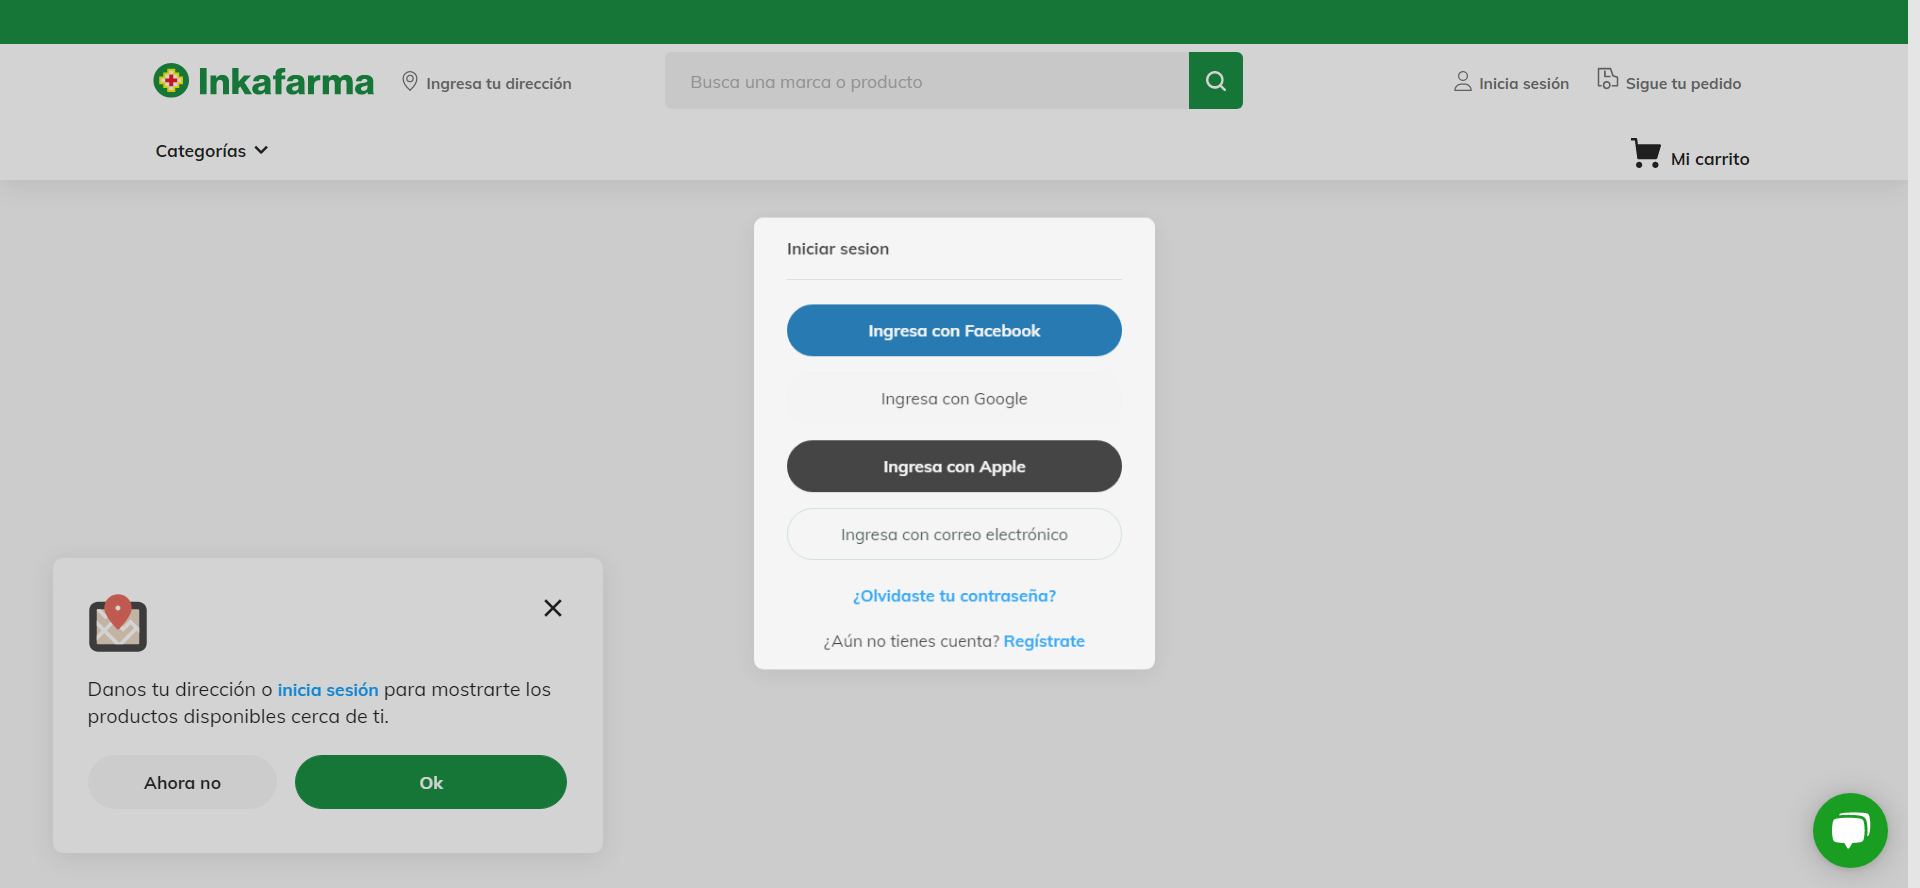 Inkafarma
Ingresa tu dirección
Busca una marca o producto
Inicia sesión
Sigue tu pedido
Categorías
Mi carrito
Iniciar sesion
Ingresa con Facebook
Ingresa con Google
Ingresa con Apple
Ingresa con correo electrónico
¿Olvidaste tu contraseña?
¿Aún no tienes cuenta? Regístrate
Danos tu dirección o inicia sesión para mostrarte los
productos disponibles cerca de ti.
Ahora no
Ok